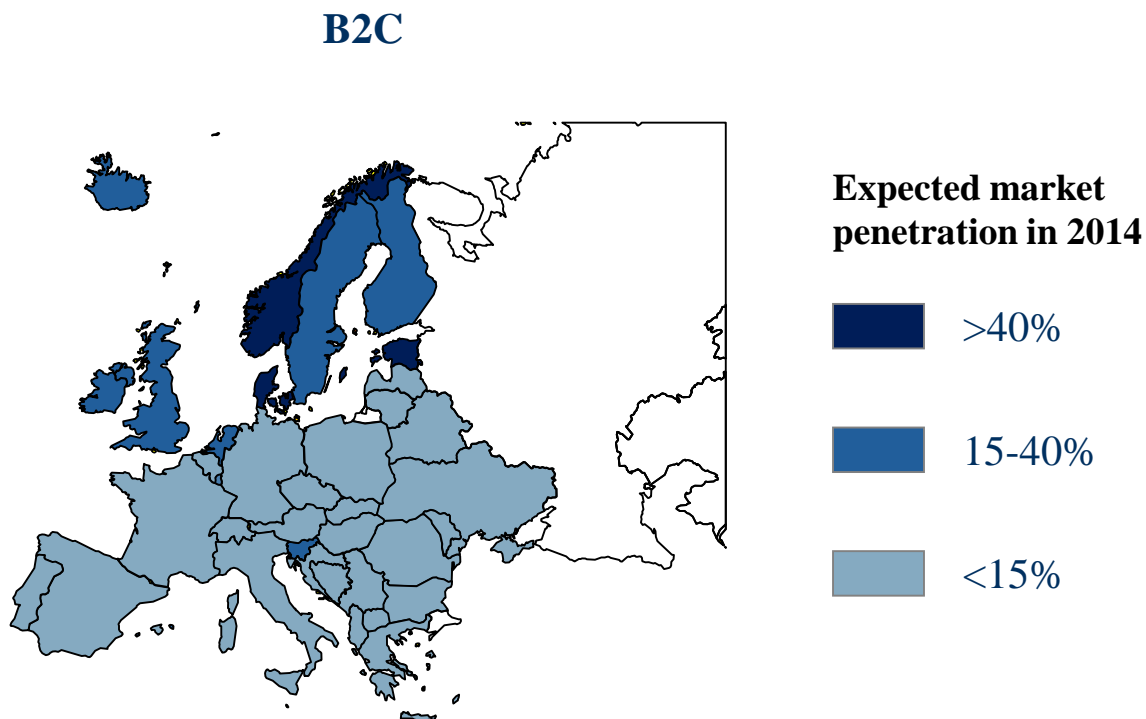 B2C
Expected market
penetration in 2014
>40%
15-40%
<15%